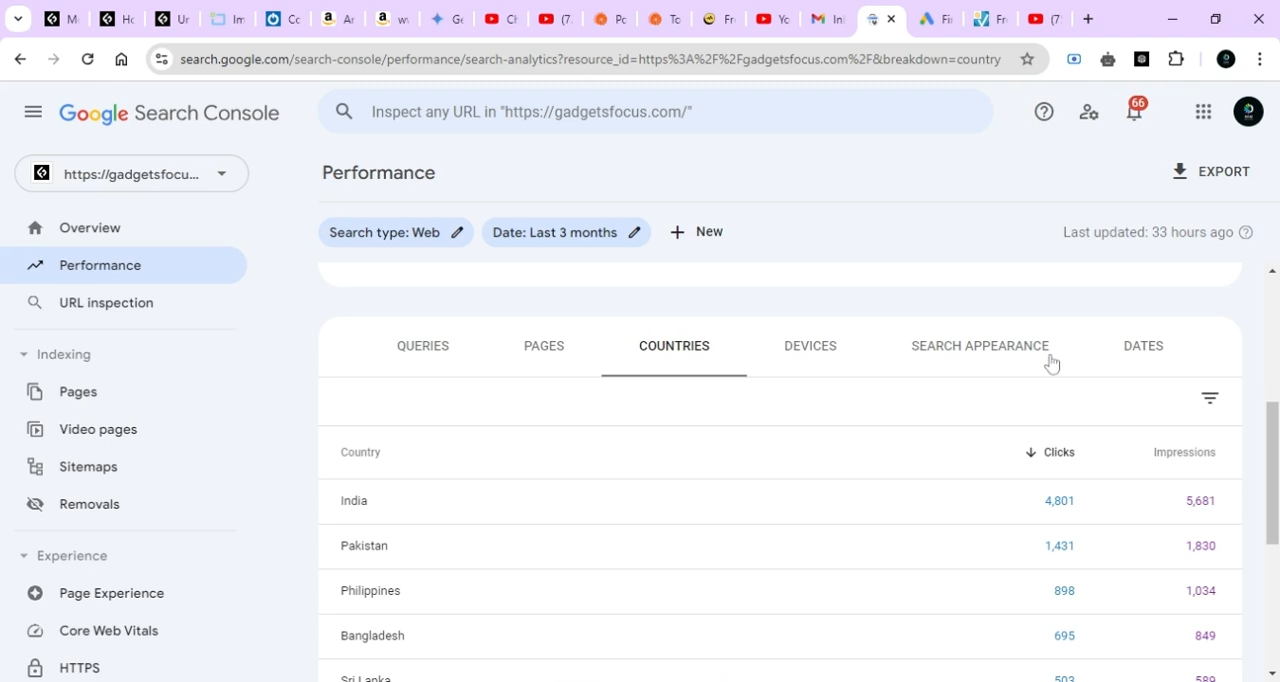 search.google.com/search-console/performance/search-analytics?resource_id=https%3A%2F%2Fgadgetsfocus.com%2F&breakdown=country
Google Search Console
Inspect any URL in "https://gadgetsfocus.com/"
66
https://gadgetsfocu...
Performance
EXPORT
Search type: Web
Date: Last 3 months
New
Last updated: 33 hours ago
Overview
Performance
URL inspection
Indexing
Pages
Video pages
Sitemaps
Removals
Experience
Page Experience
Core Web Vitals
HTTPS
QUERIES PAGES COUNTRIES DEVICES SEARCH APPEARANCE DATES
Country Clicks Impressions
India 4,801 5,681
Pakistan 1,431 1,830
Philippines 898 1,034
Bangladesh 695 849
Sri Lanka 503 589